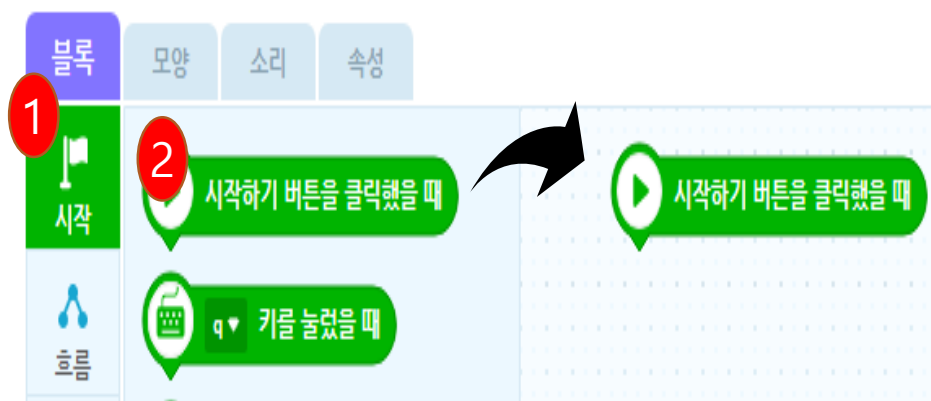 블록 모양 소리 속성
1
시작
2
시작하기 버튼을 클릭했을 때
시작하기 버튼을 클릭했을 때
q 키를 눌렀을 때
흐름